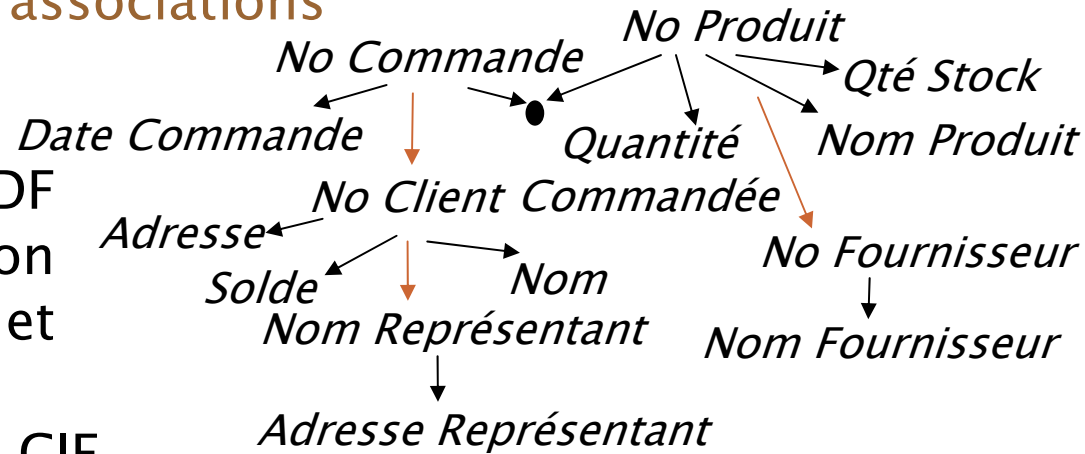 associations
No Produit
No Commande
Qté Stock
Date Commande
Quantité
Nom Produit
DF
No Client Commandée
Adresse
on
No Fournisseur
Solde
Nom
et
Nom Représentant
Nom Fournisseur
Adresse Représentant
CIF